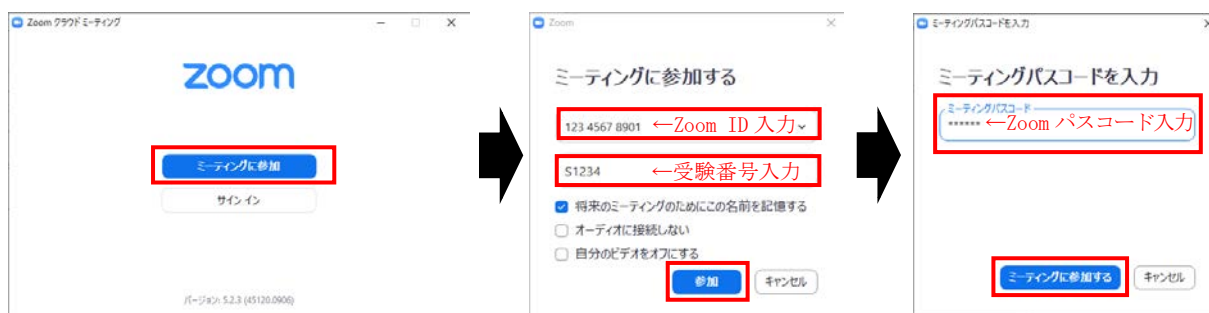 Zoom クラウド ミーティング
zoom
ミーティングに参加
サイン イン
バージョン: 5.2.3 (45120.0906)
Zoom
ミーティングに参加する
123 4567 8901 ←Zoom ID 入力
S1234 ←受験番号入力
将来のミーティングのためにこの名前を記憶する
オーディオに接続しない
自分のビデオをオフにする
参加 キャンセル
ミーティングパスコードを入力
ミーティングパスコードを入力
ミーティングパスコード
****** ←Zoom パスコード入力
ミーティングに参加する キャンセル